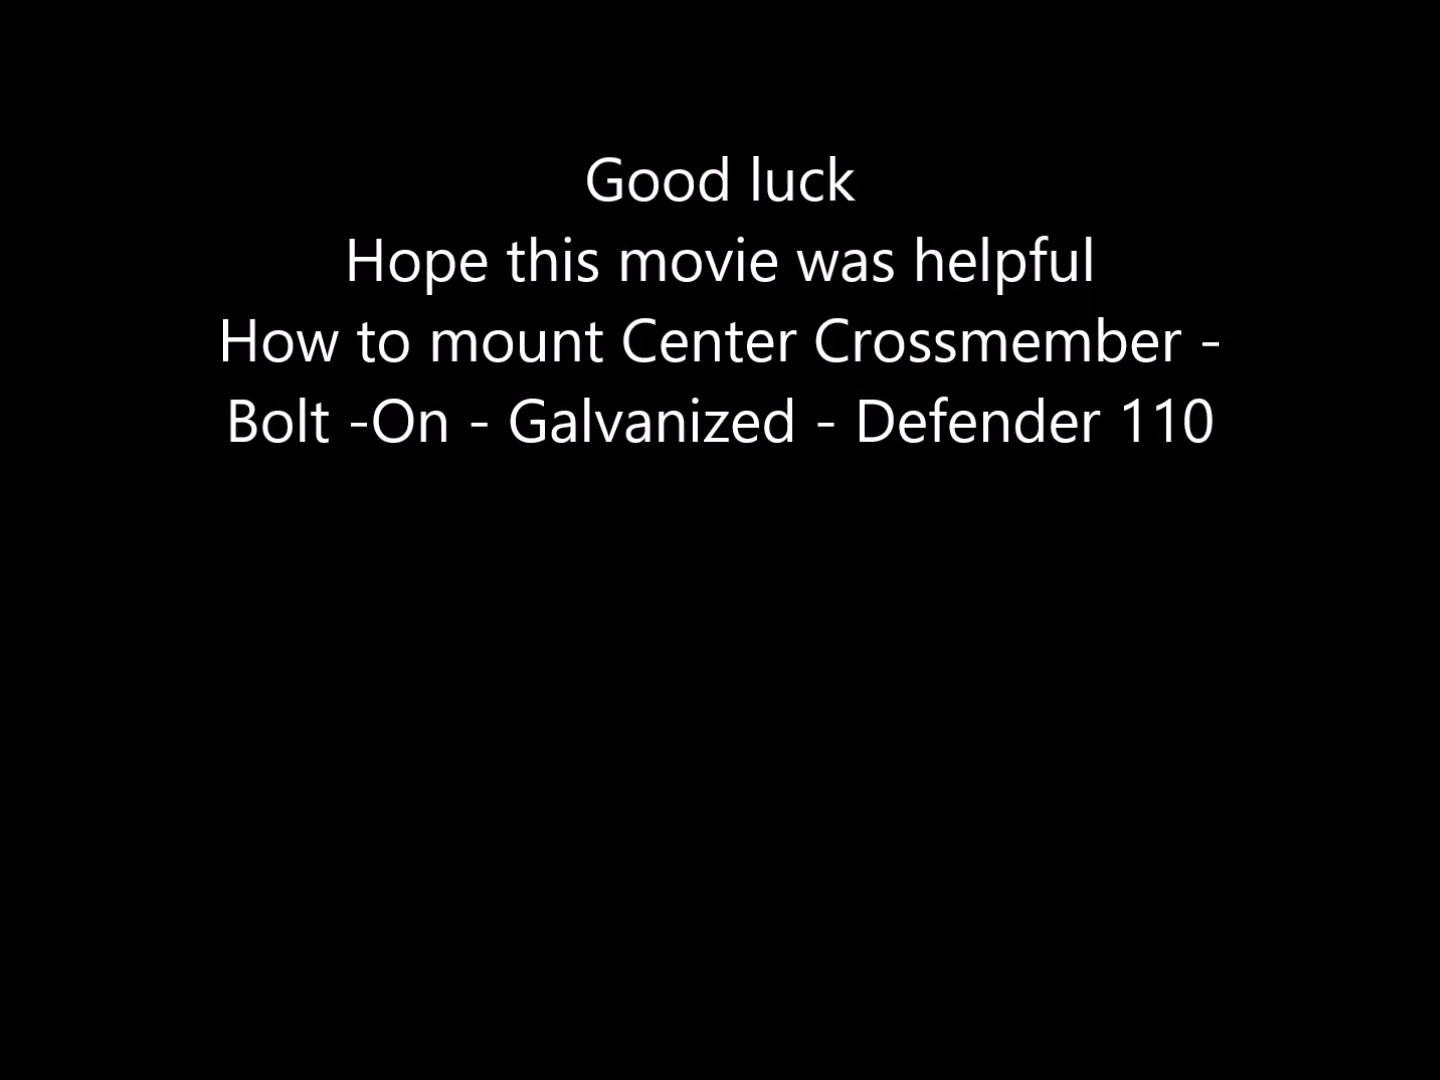 Good luck
Hope this movie was helpful
How to mount Center Crossmember -
Bolt -On - Galvanized - Defender 110